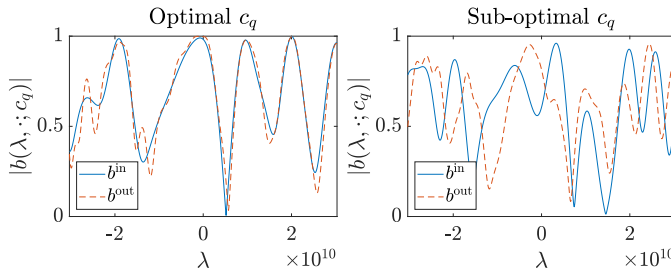 Optimal c_q
|b(λ, ·; c_q)|
1
0.5
0
b^in
b^out
-2 0 2
λ
×10^10
Sub-optimal c_q
|b(λ, ·; c_q)|
1
0.5
0
b^in
b^out
-2 0 2
λ
×10^10